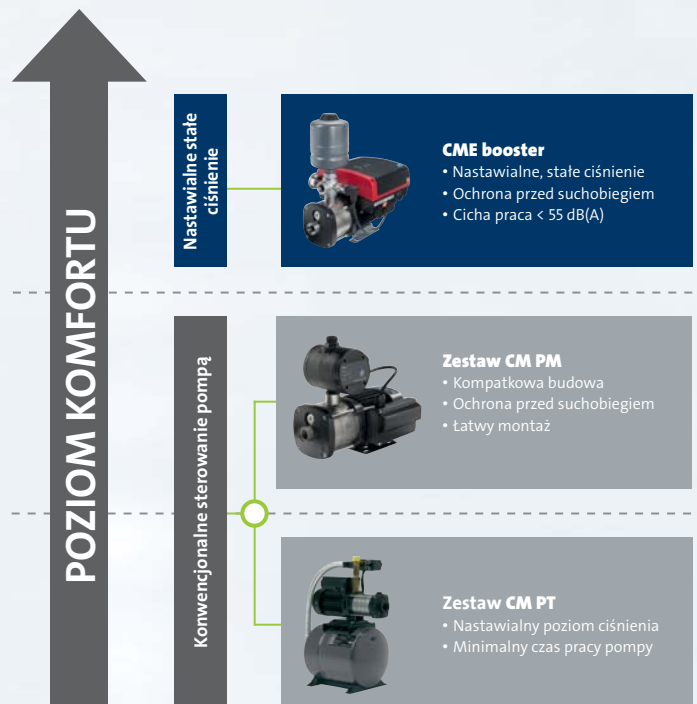 POZIOM KOMFORTU
Nastawialne stałe
ciśnienie
CME booster
• Nastawialne, stałe ciśnienie
• Ochrona przed suchobiegiem
• Cicha praca < 55 dB(A)
Konwencjonalne sterowanie pompą
Zestaw CM PM
• Kompatkowa budowa
• Ochrona przed suchobiegiem
• Łatwy montaż
Zestaw CM PT
• Nastawialny poziom ciśnienia
• Minimalny czas pracy pompy